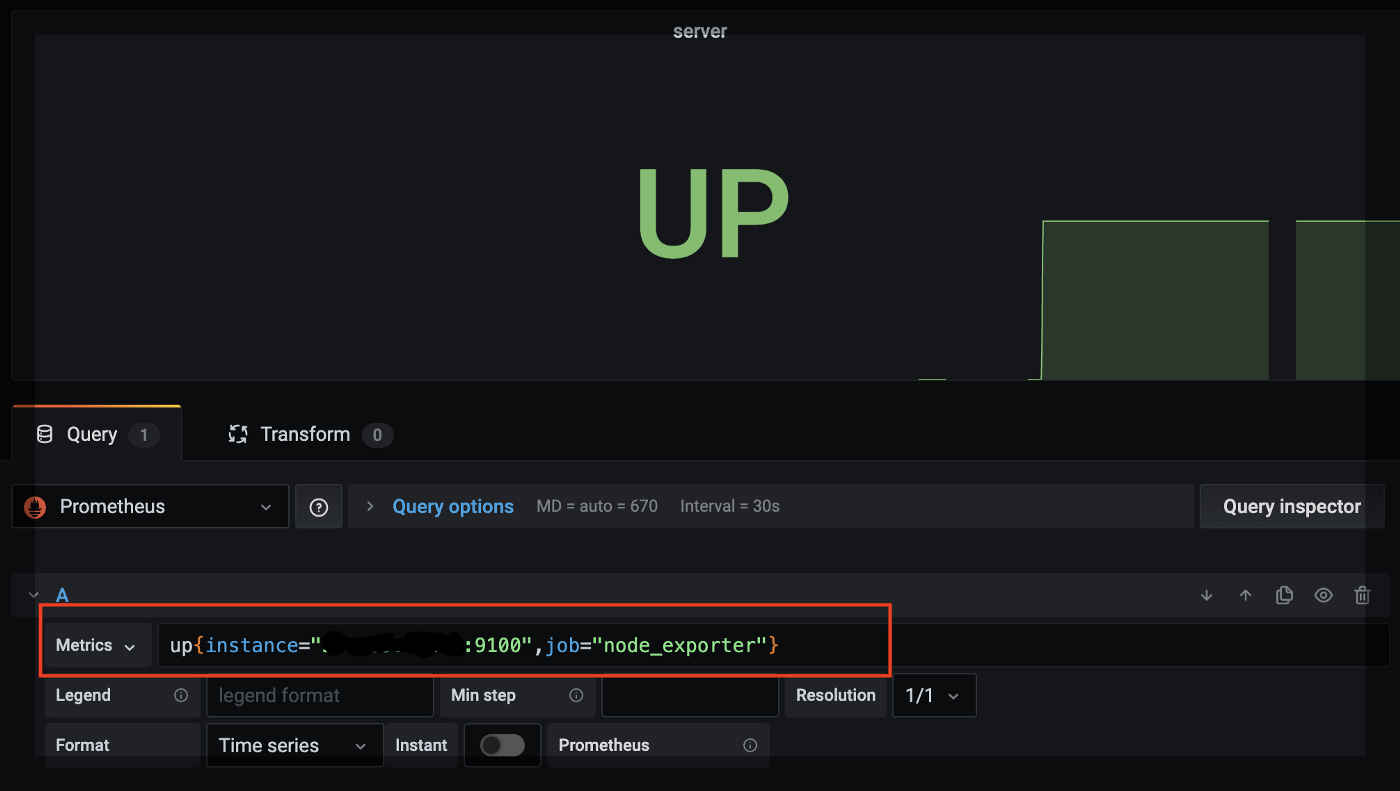 server
UP
Query 1 Transform 0
Prometheus Query options MD = auto = 670 Interval = 30s Query inspector
A
Metrics up{instance=" :9100",job="node_exporter"}
Legend legend format Min step Resolution 1/1
Format Time series Instant Prometheus